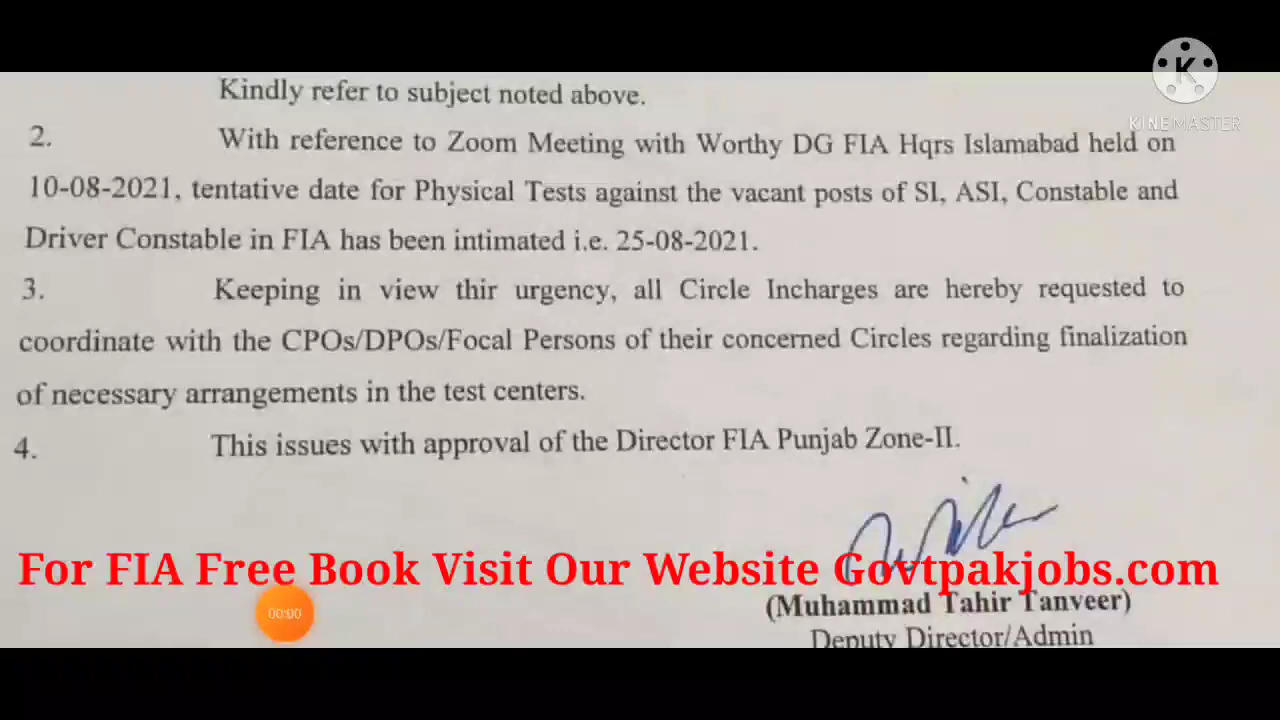 KINEMASTER
Kindly refer to subject noted above.
2. With reference to Zoom Meeting with Worthy DG FIA Hqrs Islamabad held on
10-08-2021, tentative date for Physical Tests against the vacant posts of SI, ASI, Constable and
Driver Constable in FIA has been intimated i.e. 25-08-2021.
3. Keeping in view thir urgency, all Circle Incharges are hereby requested to
coordinate with the CPOs/DPOs/Focal Persons of their concerned Circles regarding finalization
of necessary arrangements in the test centers.
4. This issues with approval of the Director FIA Punjab Zone-II.
For FIA Free Book Visit Our Website Govtpakjobs.com
00:00
(Muhammad Tahir Tanveer)
Deputy Director/Admin